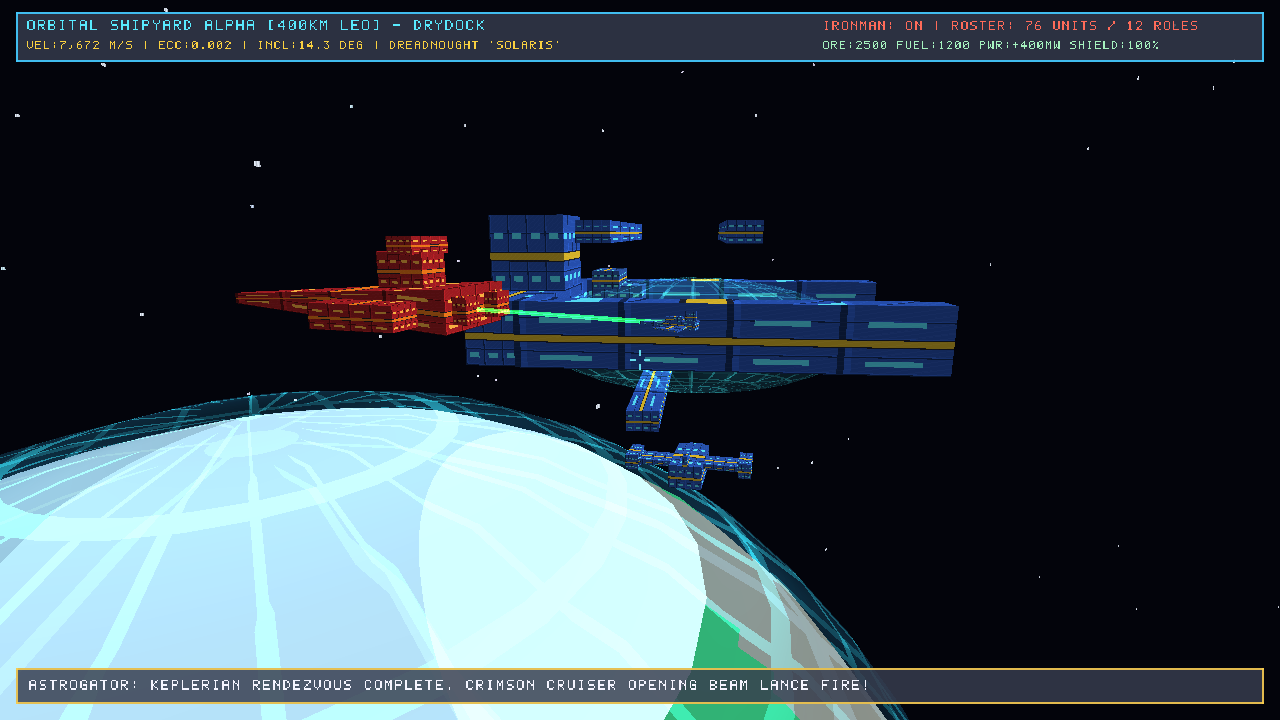 ORBITAL SHIPYARD ALPHA [400KM LEO] - DRYDOCK
VEL:7,672 M/S | ECC:0.002 | INCL:14.3 DEG | DREADNOUGHT 'SOLARIS'
IRONMAN: ON | ROSTER: 76 UNITS / 12 ROLES
ORE:2500 FUEL:1200 PWR:+400MW SHIELD:100%
ASTROGATOR: KEPLERIAN RENDEZVOUS COMPLETE. CRIMSON CRUISER OPENING BEAM LANCE FIRE!